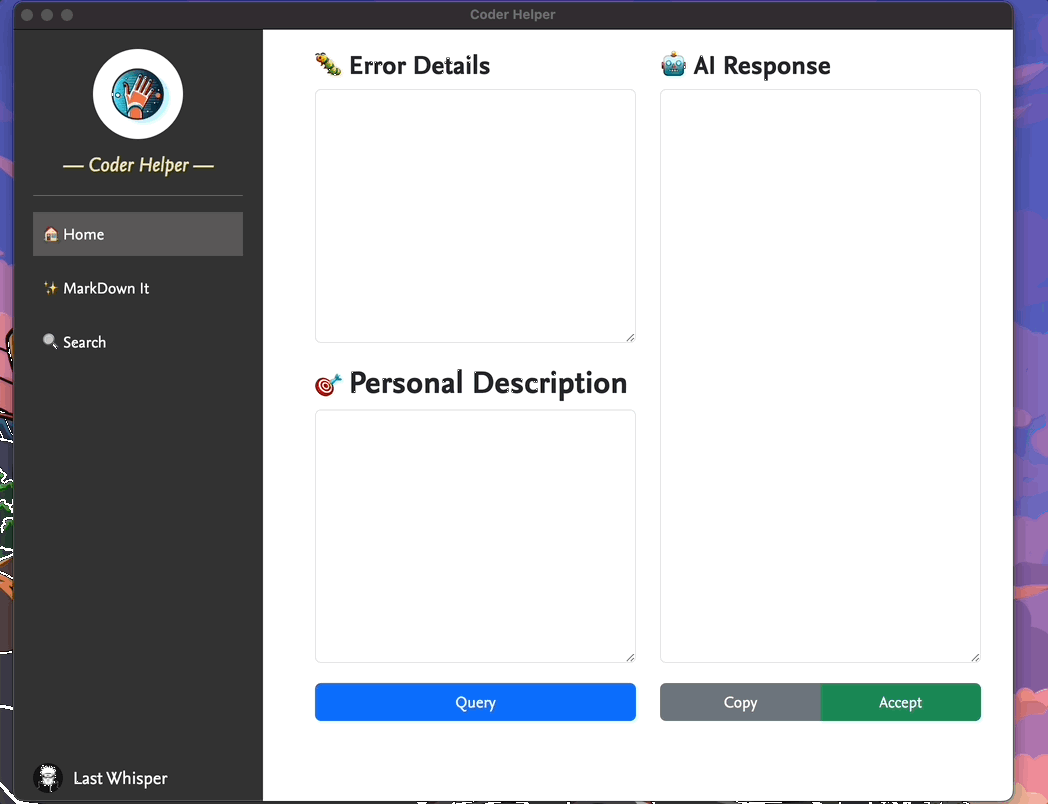 Coder Helper
— Coder Helper —
Home
MarkDown It
Search
Last Whisper
Error Details
Personal Description
Query
AI Response
Copy
Accept